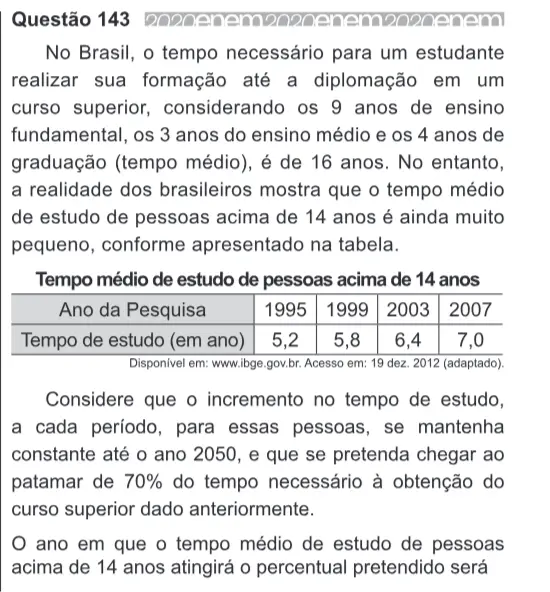 Questão 143 2020enem2020enem2020enem
No Brasil, o tempo necessário para um estudante
realizar sua formação até a diplomação em um
curso superior, considerando os 9 anos de ensino
fundamental, os 3 anos do ensino médio e os 4 anos de
graduação (tempo médio), é de 16 anos. No entanto,
a realidade dos brasileiros mostra que o tempo médio
de estudo de pessoas acima de 14 anos é ainda muito
pequeno, conforme apresentado na tabela.
Tempo médio de estudo de pessoas acima de 14 anos
Ano da Pesquisa 1995 1999 2003 2007
Tempo de estudo (em ano) 5,2 5,8 6,4 7,0
Disponível em: www.ibge.gov.br. Acesso em: 19 dez. 2012 (adaptado).
Considere que o incremento no tempo de estudo,
a cada período, para essas pessoas, se mantenha
constante até o ano 2050, e que se pretenda chegar ao
patamar de 70% do tempo necessário à obtenção do
curso superior dado anteriormente.
O ano em que o tempo médio de estudo de pessoas
acima de 14 anos atingirá o percentual pretendido será